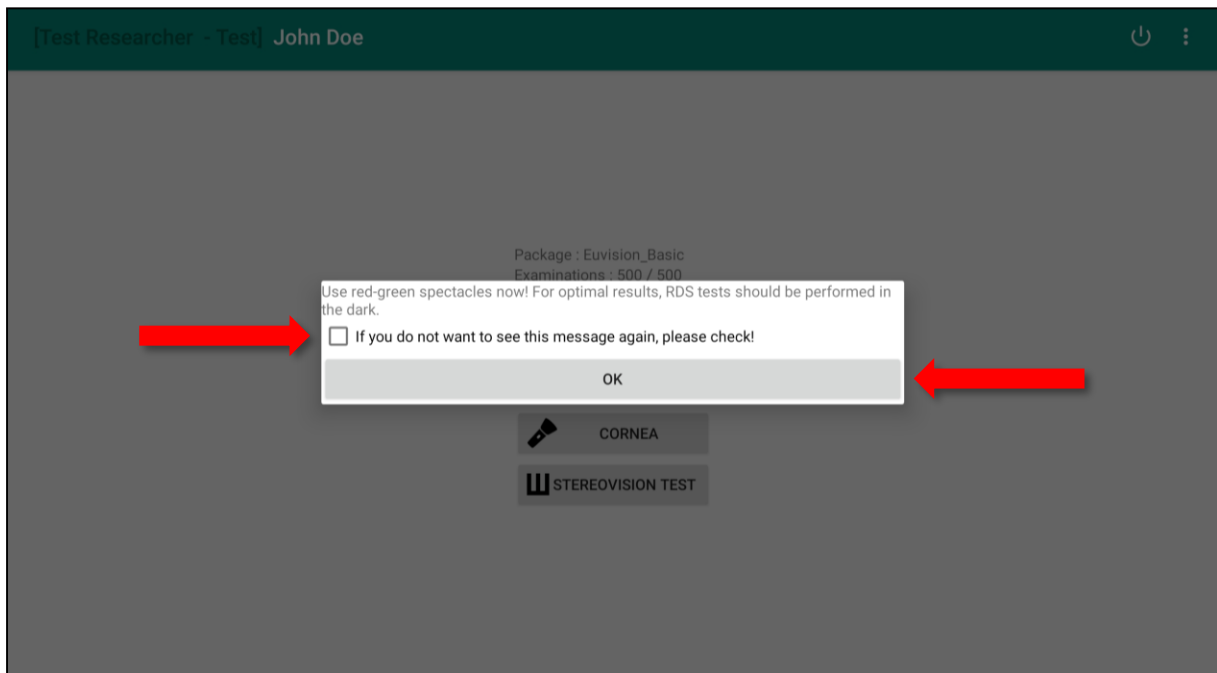 [Test Researcher - Test] John Doe
Package : Euvision_Basic
Examinations : 500 / 500
Use red-green spectacles now! For optimal results, RDS tests should be performed in
the dark.
If you do not want to see this message again, please check!
OK
CORNEA
STEREOVISION TEST